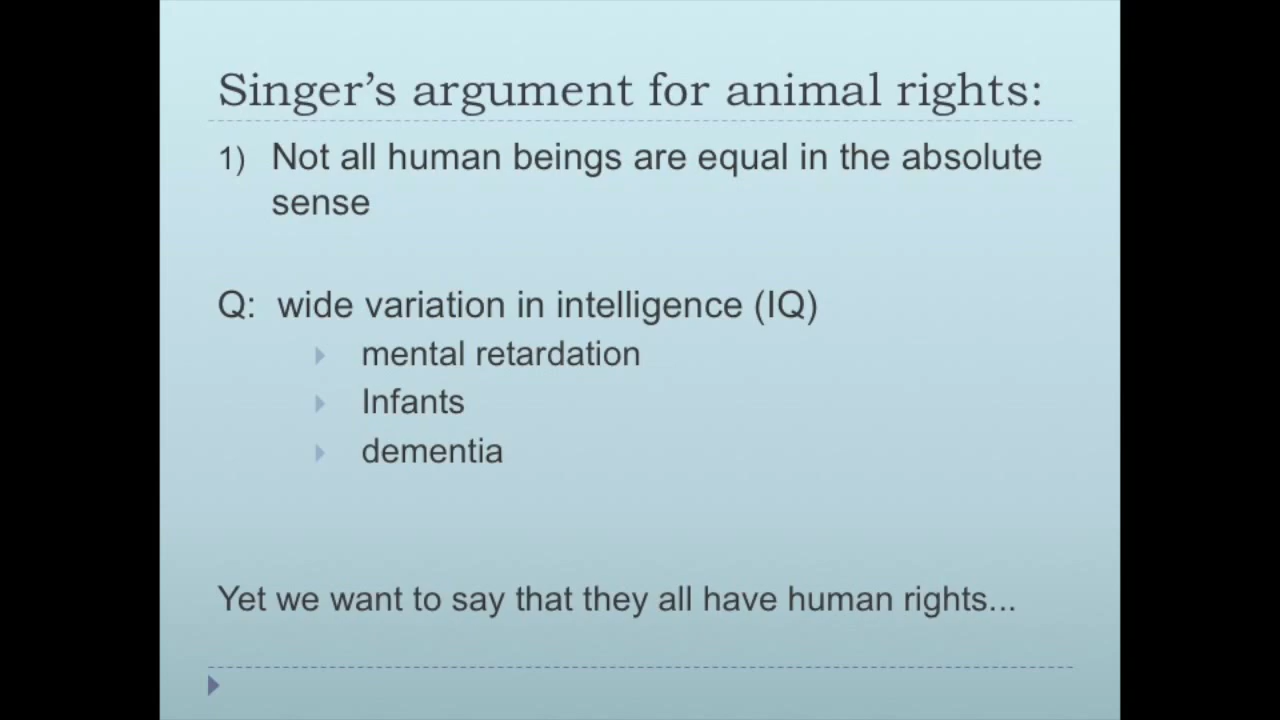 Singer’s argument for animal rights:
1) Not all human beings are equal in the absolute
sense
Q: wide variation in intelligence (IQ)
mental retardation
Infants
dementia
Yet we want to say that they all have human rights...